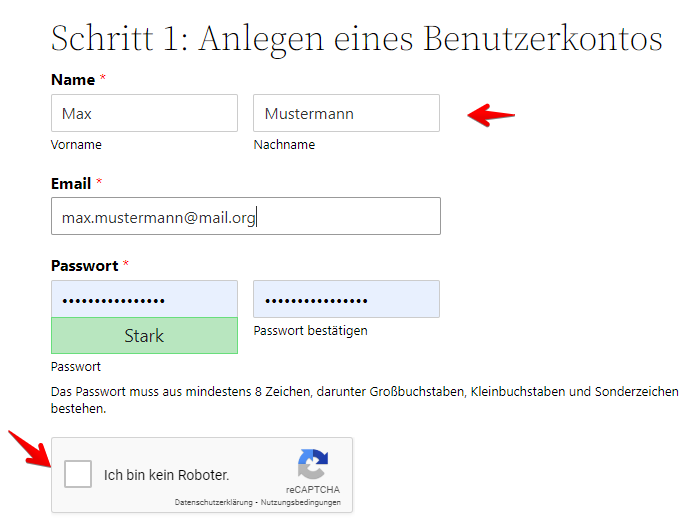 Schritt 1: Anlegen eines Benutzerkontos
Name *
Max Mustermann
Vorname Nachname
Email *
max.mustermann@mail.org
Passwort *
•••••••••••••••• ••••••••••••••••
Stark
Passwort bestätigen
Passwort
Das Passwort muss aus mindestens 8 Zeichen, darunter Großbuchstaben, Kleinbuchstaben und Sonderzeichen
bestehen.
Ich bin kein Roboter.
reCAPTCHA
Datenschutzerklärung - Nutzungsbedingungen